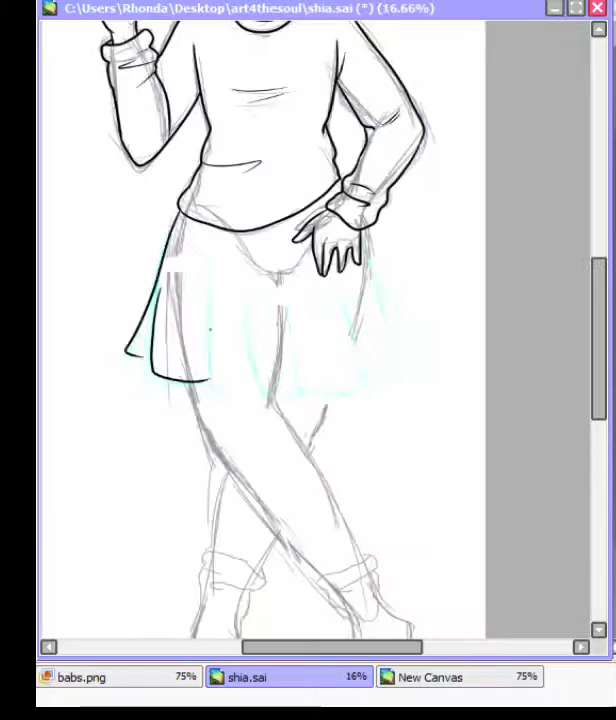 C:\Users\Rhonda\Desktop\art4thesoul\shia.sai (*) (16.66%)
babs.png 75% shia.sai 16% New Canvas 75%